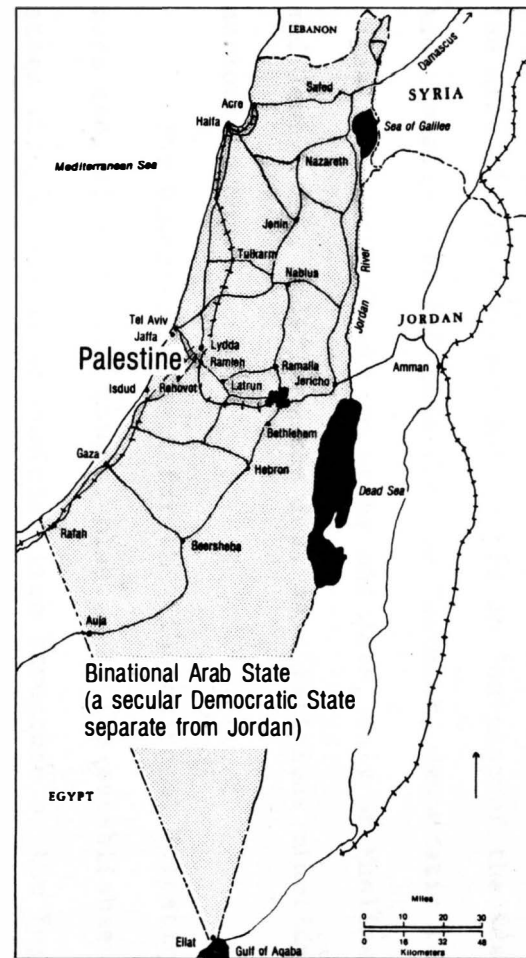 LEBANON
Damascus
Safed
SYRIA
Acre
Haifa
Sea of Galilee
Nazareth
Mediterranean Sea
Jenin
Tulkarm
Nablus
River
Jordan
Tel Aviv
Jaffa
JORDAN
Lydda
Palestine
Ramleh
Ramalla
Amman
Isdud
Rehovot
Latrun
Jericho
Bethlehem
Gaza
Hebron
Dead Sea
Rafah
Beersheba
Auja
Binational Arab State
(a secular Democratic State
separate from Jordan)
EGYPT
Miles
0 10 20 30
0 16 32 48
Kilometers
Eilat
Gulf of Aqaba